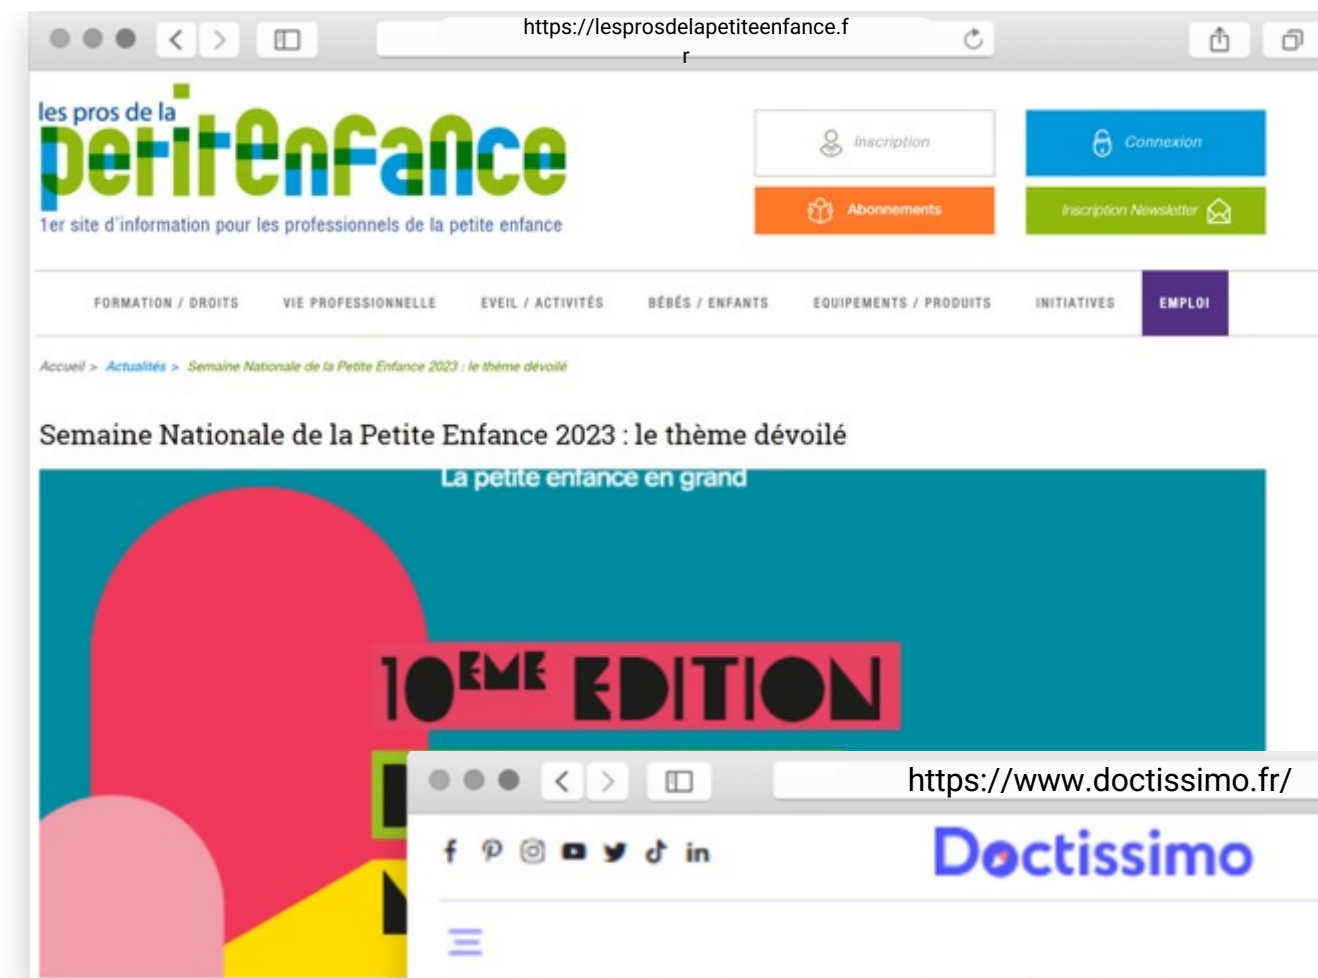 https://lesprosdelapetiteenfance.f
r
les pros de la
petitenfance
1er site d'information pour les professionnels de la petite enfance
Inscription
Connexion
Abonnements
Inscription Newsletter
FORMATION / DROITS VIE PROFESSIONNELLE EVEIL / ACTIVITÉS BÉBÉS / ENFANTS EQUIPEMENTS / PRODUITS INITIATIVES EMPLOI
Accueil > Actualités > Semaine Nationale de la Petite Enfance 2023 : le thème dévoilé
Semaine Nationale de la Petite Enfance 2023 : le thème dévoilé
La petite enfance en grand
10EME EDITION
https://www.doctissimo.fr/
Doctissimo